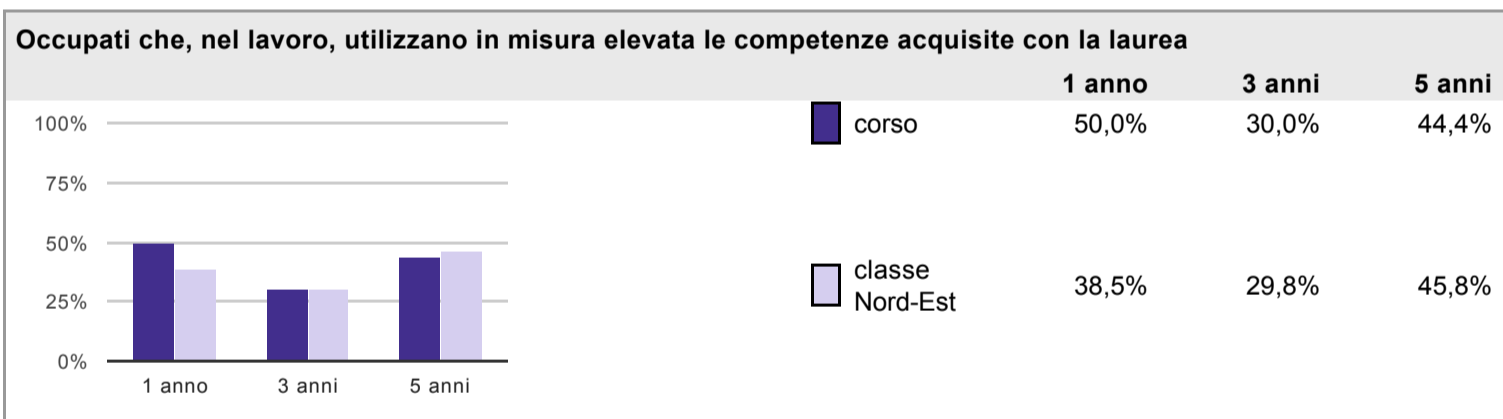 Occupati che, nel lavoro, utilizzano in misura elevata le competenze acquisite con la laurea
1 anno 3 anni 5 anni
corso 50,0% 30,0% 44,4%
classe
Nord-Est 38,5% 29,8% 45,8%
100%
75%
50%
25%
0%
1 anno 3 anni 5 anni